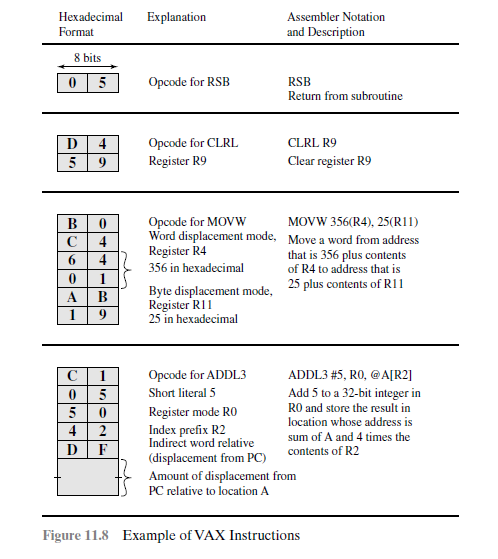 Hexadecimal Format Explanation Assembler Notation and Description
8 bits
0 5 Opcode for RSB RSB
Return from subroutine
D 4 Opcode for CLRL CLRL R9
5 9 Register R9 Clear register R9
B 0 Opcode for MOVW MOVW 356(R4), 25(R11)
C 4 Word displacement mode, Register R4 Move a word from address
6 4 356 in hexadecimal that is 356 plus contents
0 1 of R4 to address that is
A B Byte displacement mode, Register R11 25 plus contents of R11
1 9 25 in hexadecimal
C 1 Opcode for ADDL3 ADDL3 #5, R0, @A[R2]
0 5 Short literal 5 Add 5 to a 32-bit integer in
5 0 Register mode R0 R0 and store the result in
4 2 Index prefix R2 location whose address is
D F Indirect word relative sum of A and 4 times the
(displacement from PC) contents of R2
Amount of displacement from
PC relative to location A
Figure 11.8 Example of VAX Instructions